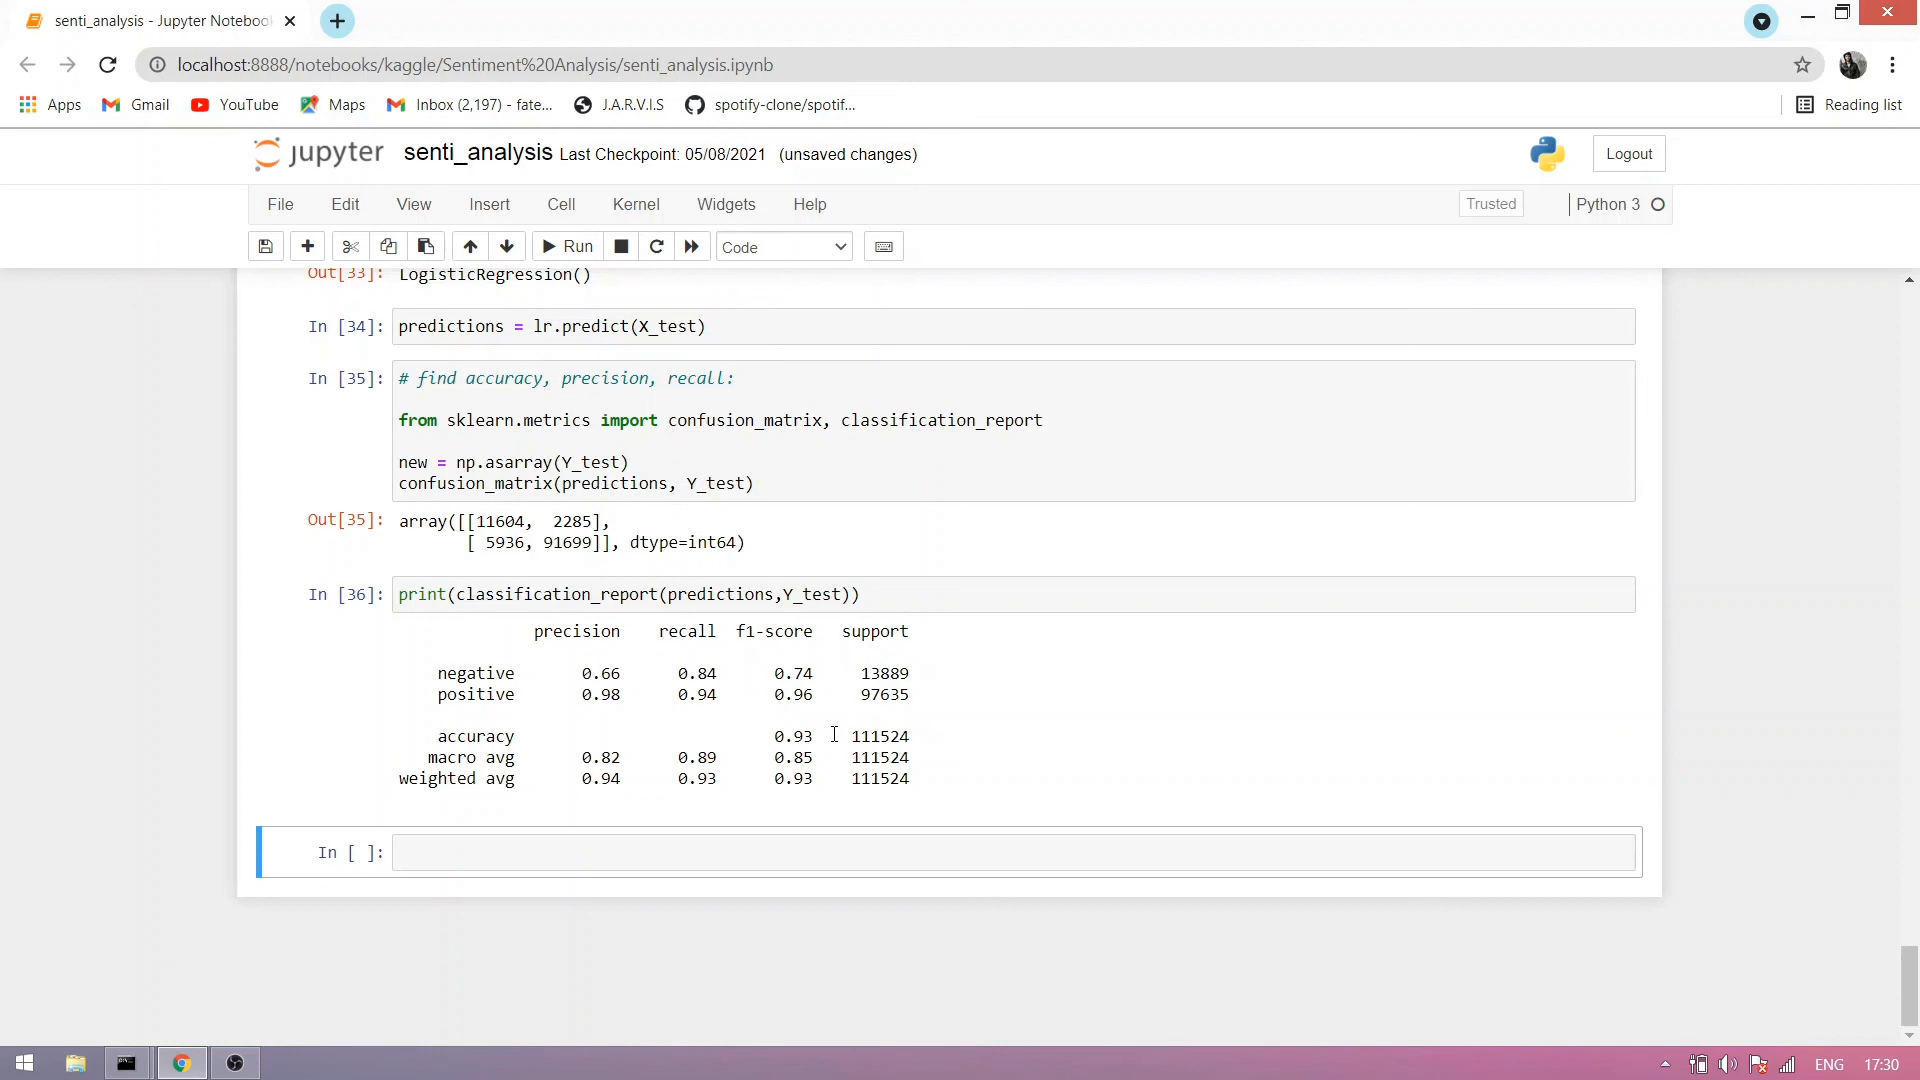 senti_analysis - Jupyter Noteboo
localhost:8888/notebooks/kaggle/Sentiment%20Analysis/senti_analysis.ipynb
Apps Gmail YouTube Maps Inbox (2,197) - fate... J.A.R.V.I.S spotify-clone/spotif... Reading list
jupyter senti_analysis Last Checkpoint: 05/08/2021 (unsaved changes) Logout
File Edit View Insert Cell Kernel Widgets Help Trusted Python 3
Run Code
Out[33]: LogisticRegression()
In [34]: predictions = lr.predict(X_test)
In [35]: # find accuracy, precision, recall:
from sklearn.metrics import confusion_matrix, classification_report
new = np.asarray(Y_test)
confusion_matrix(predictions, Y_test)
Out[35]: array([[11604, 2285],
[ 5936, 91699]], dtype=int64)
In [36]: print(classification_report(predictions,Y_test))
precision recall f1-score support
negative 0.66 0.84 0.74 13889
positive 0.98 0.94 0.96 97635
accuracy 0.93 111524
macro avg 0.82 0.89 0.85 111524
weighted avg 0.94 0.93 0.93 111524
In [ ]:
ENG 17:30